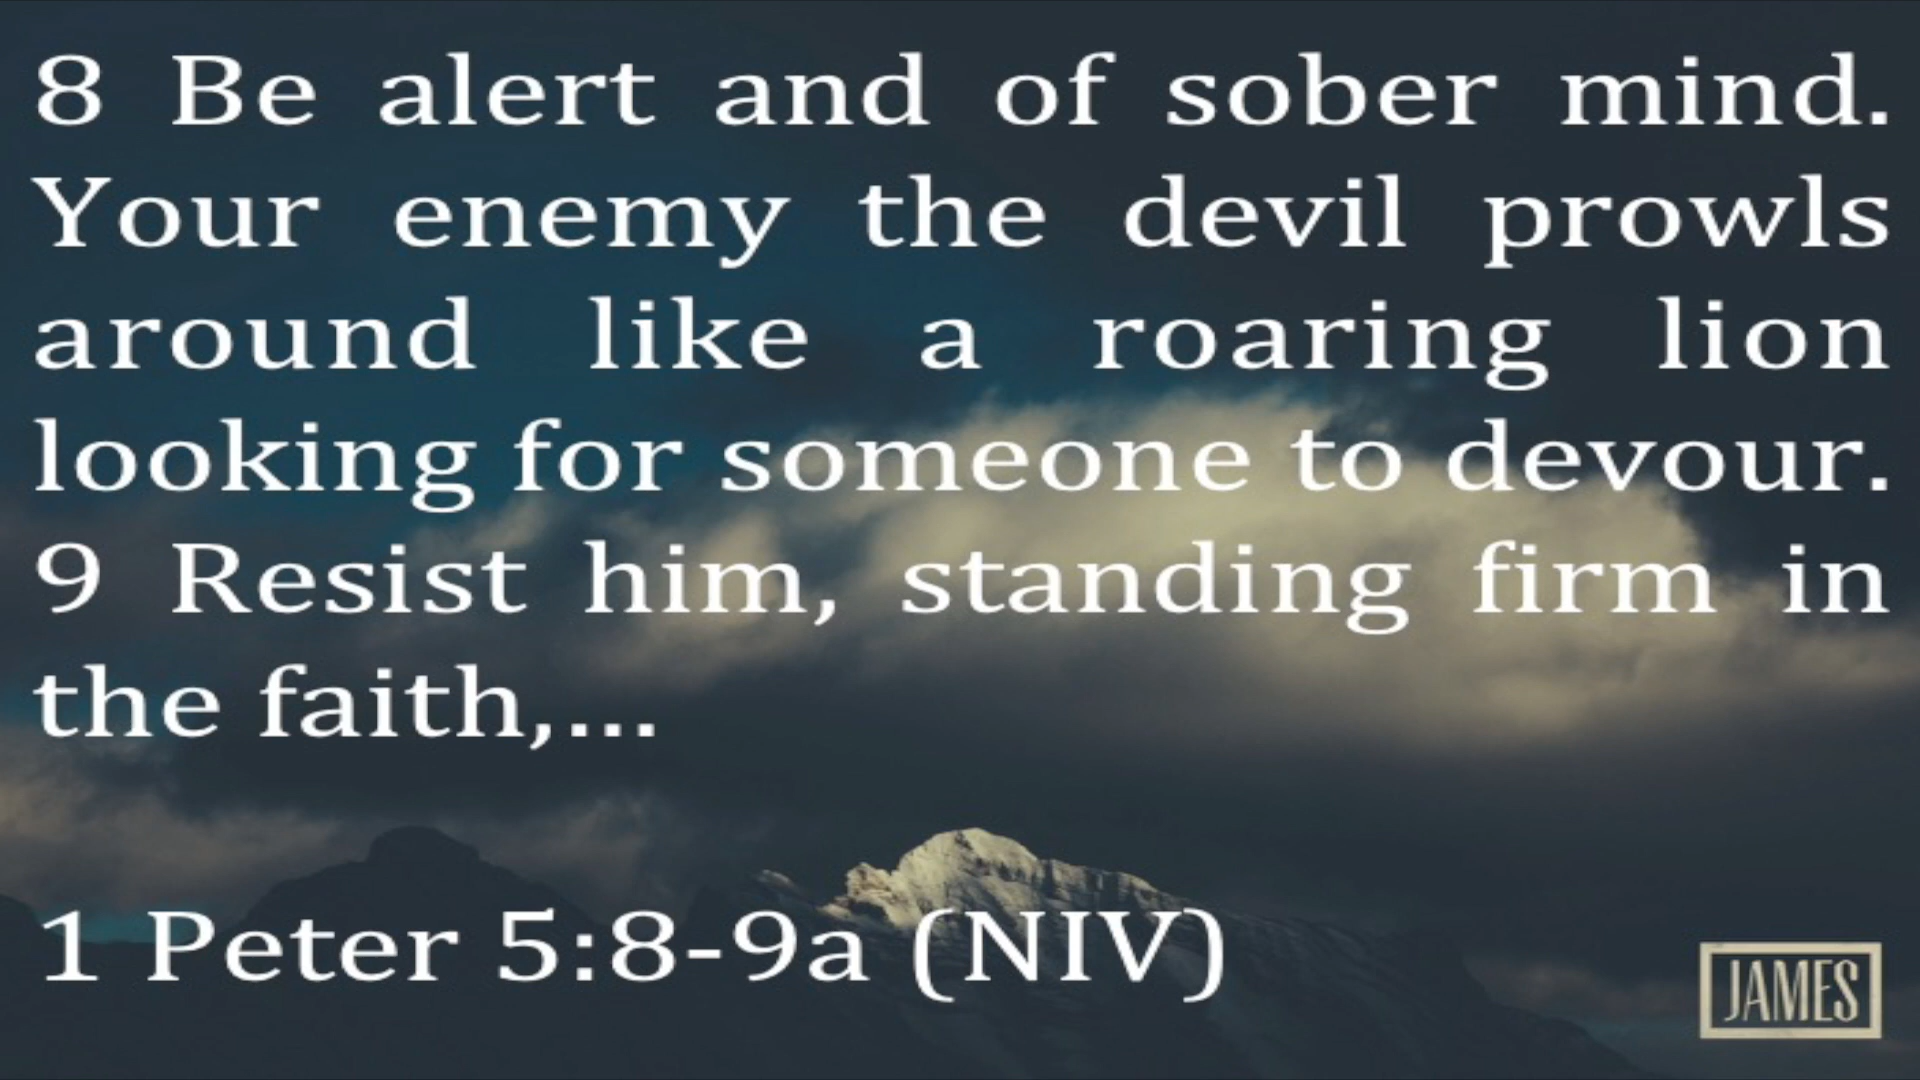 8 Be alert and of sober mind.
Your enemy the devil prowls
around like a roaring lion
looking for someone to devour.
9 Resist him, standing firm in
the faith,...
1 Peter 5:8-9a (NIV)
JAMES